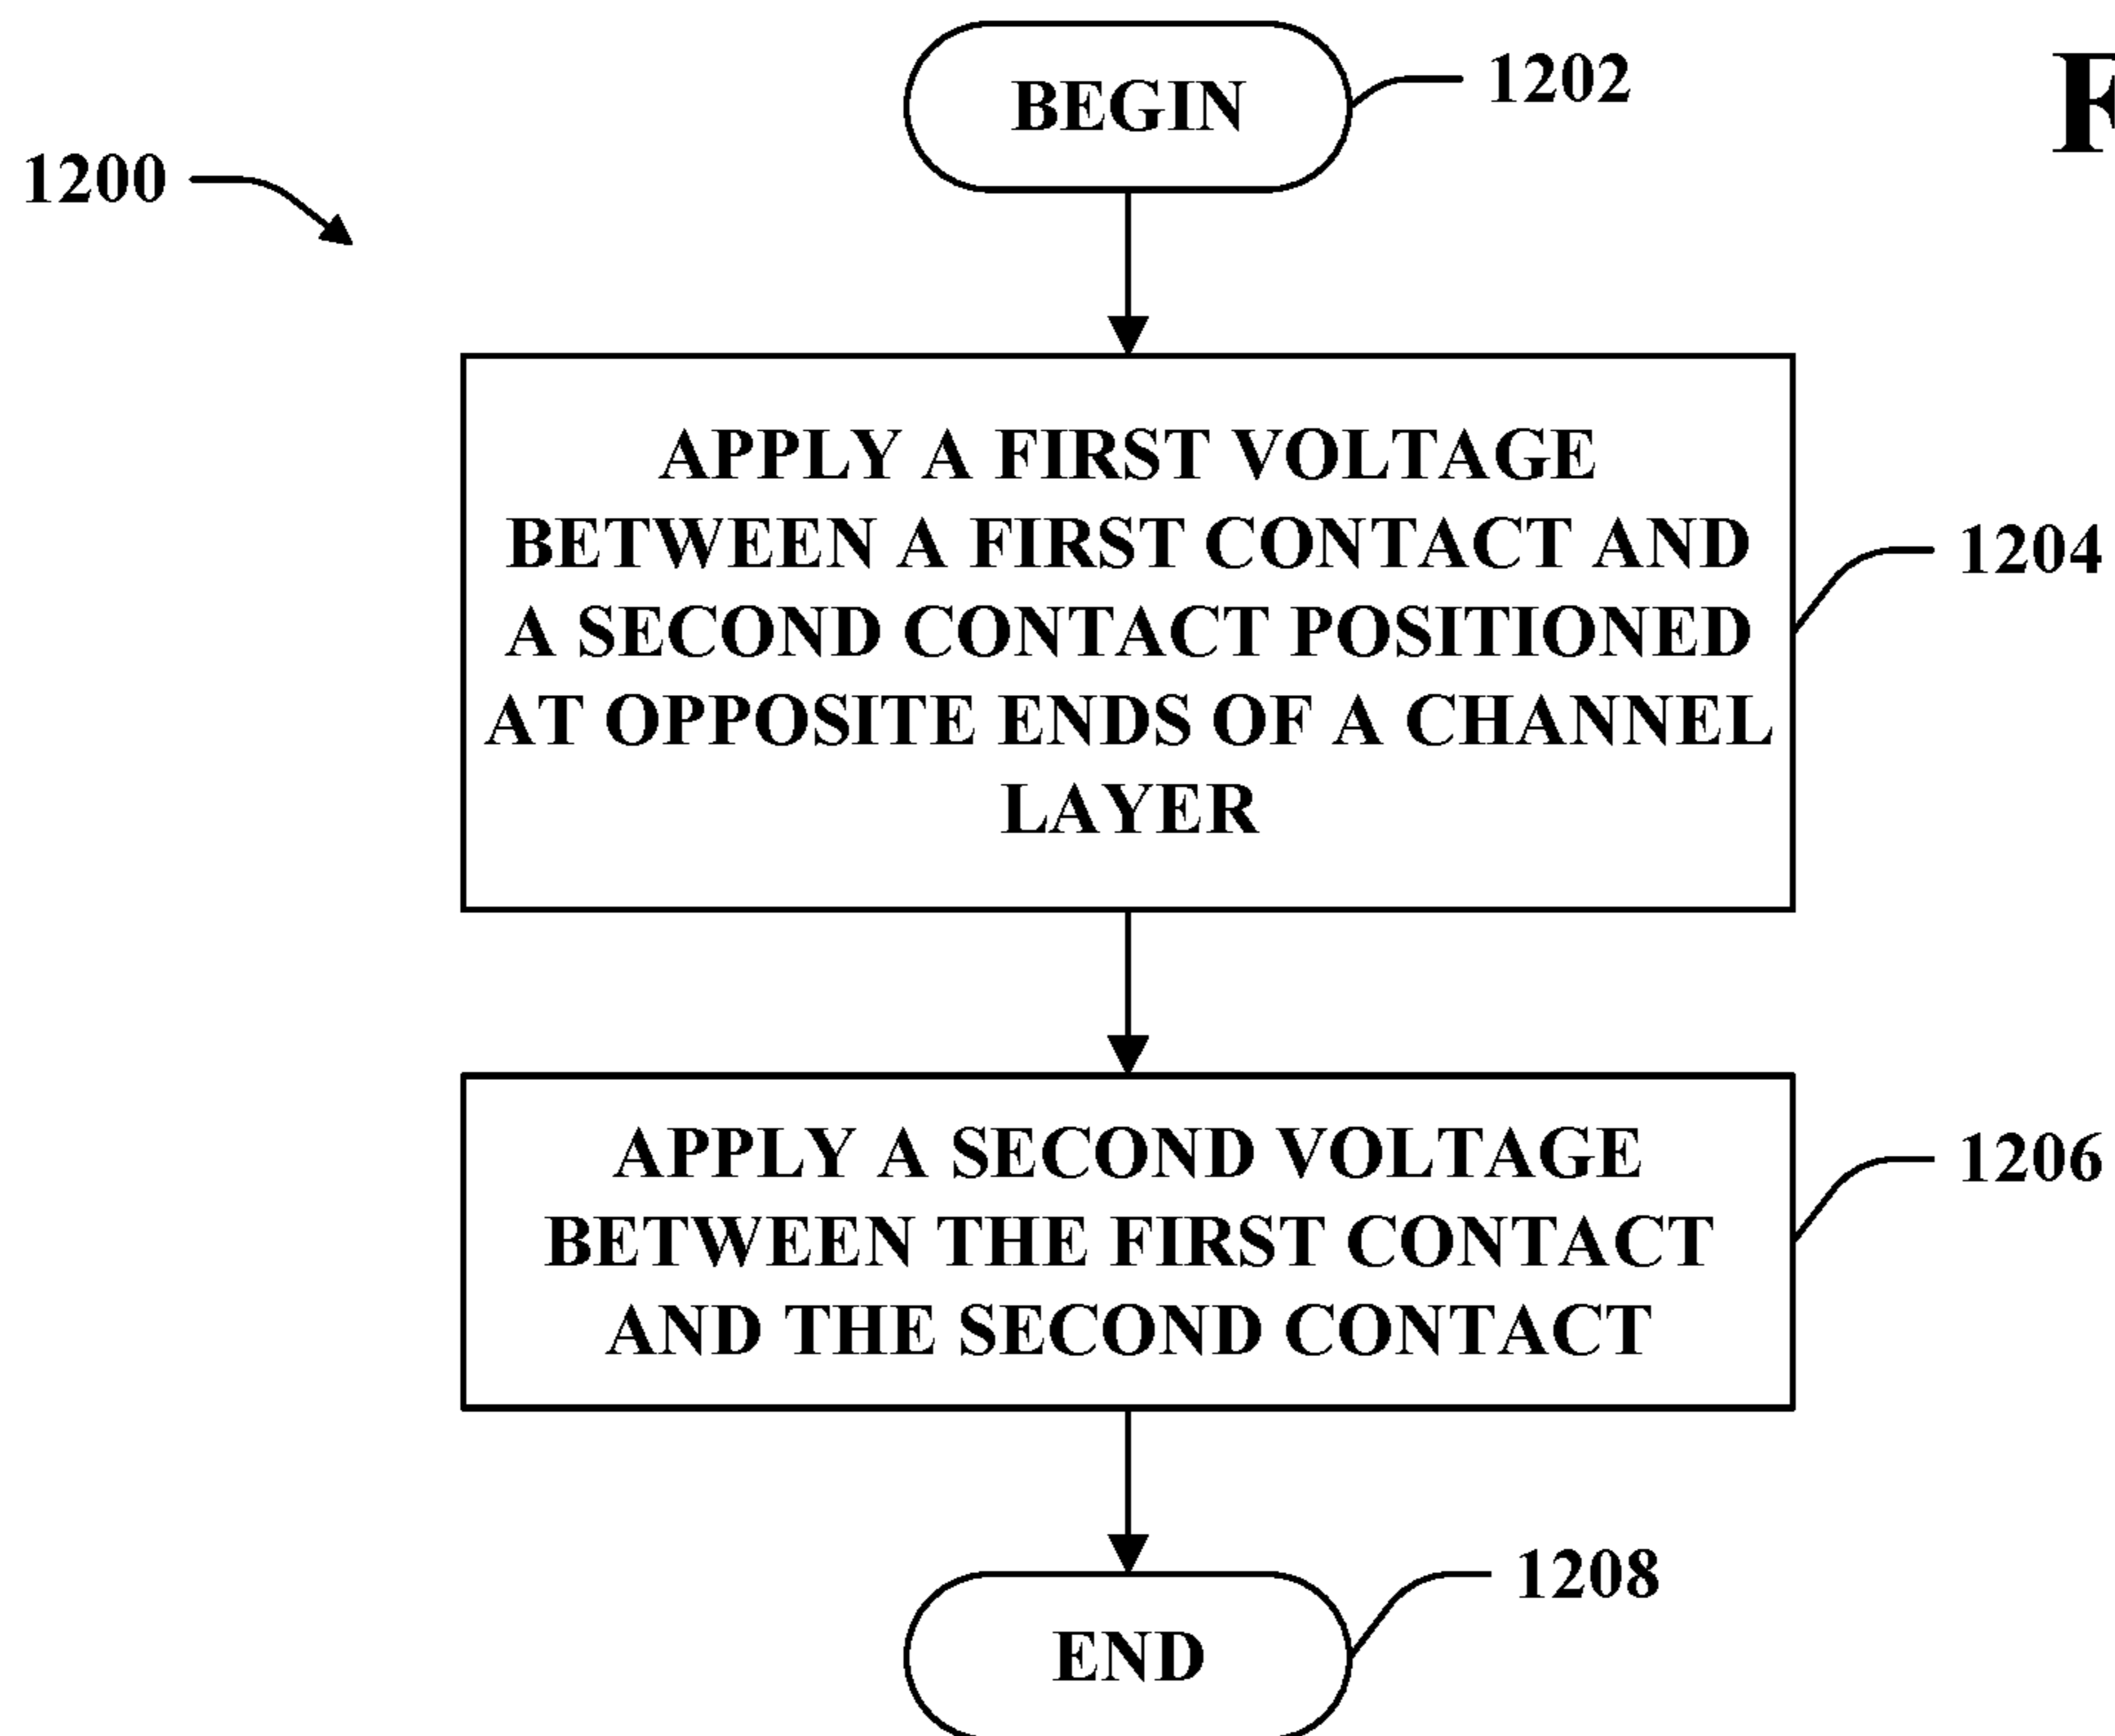 BEGIN
1202
1200
APPLY A FIRST VOLTAGE
BETWEEN A FIRST CONTACT AND
A SECOND CONTACT POSITIONED
AT OPPOSITE ENDS OF A CHANNEL
LAYER
1204
APPLY A SECOND VOLTAGE
BETWEEN THE FIRST CONTACT
AND THE SECOND CONTACT
1206
1208
END